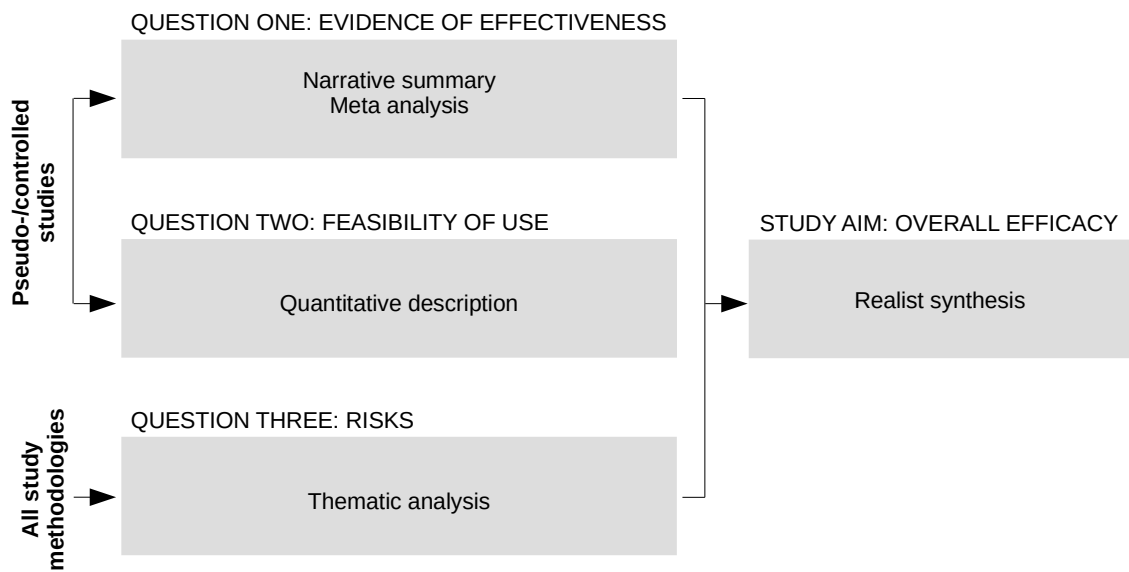 QUESTION ONE: EVIDENCE OF EFFECTIVENESS
Narrative summary
Meta analysis
Pseudo-/controlled
studies
QUESTION TWO: FEASIBILITY OF USE
Quantitative description
STUDY AIM: OVERALL EFFICACY
Realist synthesis
QUESTION THREE: RISKS
Thematic analysis
All study
methodologies